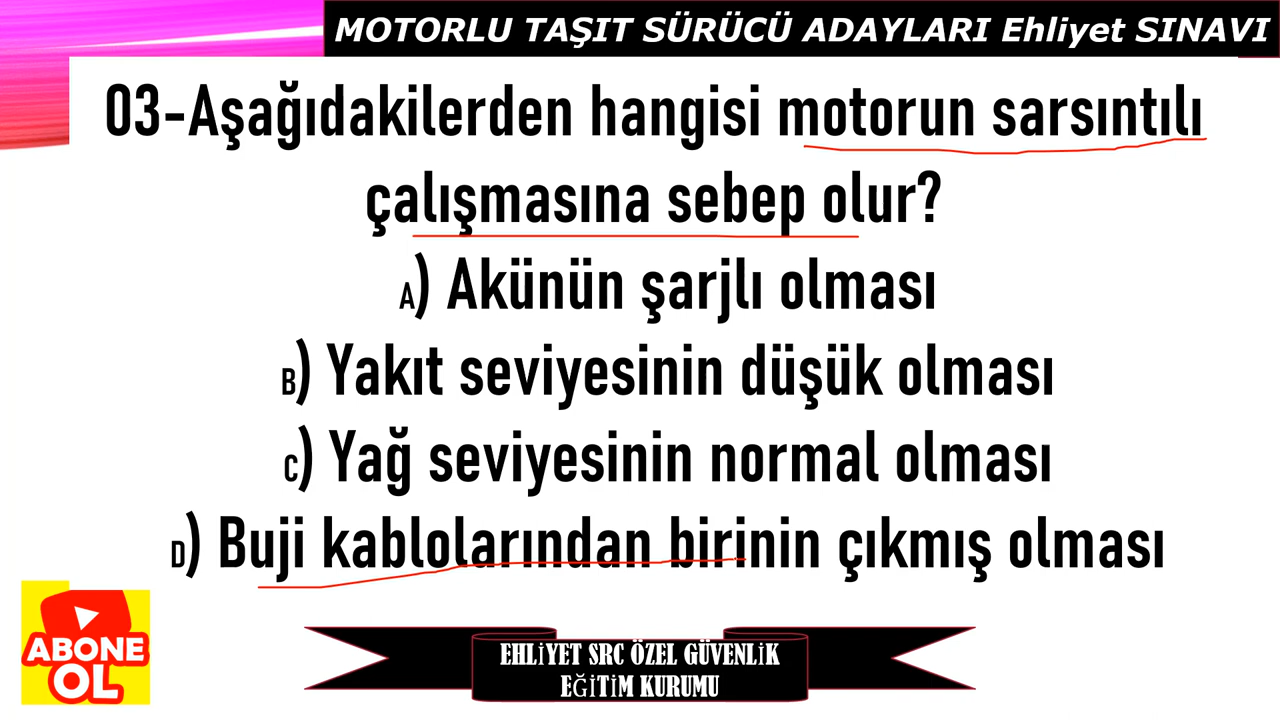 MOTORLU TAŞIT SÜRÜCÜ ADAYLARI Ehliyet SINAVI
03-Aşağıdakilerden hangisi motorun sarsıntılı
çalışmasına sebep olur?
A) Akünün şarjlı olması
B) Yakıt seviyesinin düşük olması
C) Yağ seviyesinin normal olması
D) Buji kablolarından birinin çıkmış olması
ABONE
OL
EHLİYET SRC ÖZEL GÜVENLİK
EĞİTİM KURUMU